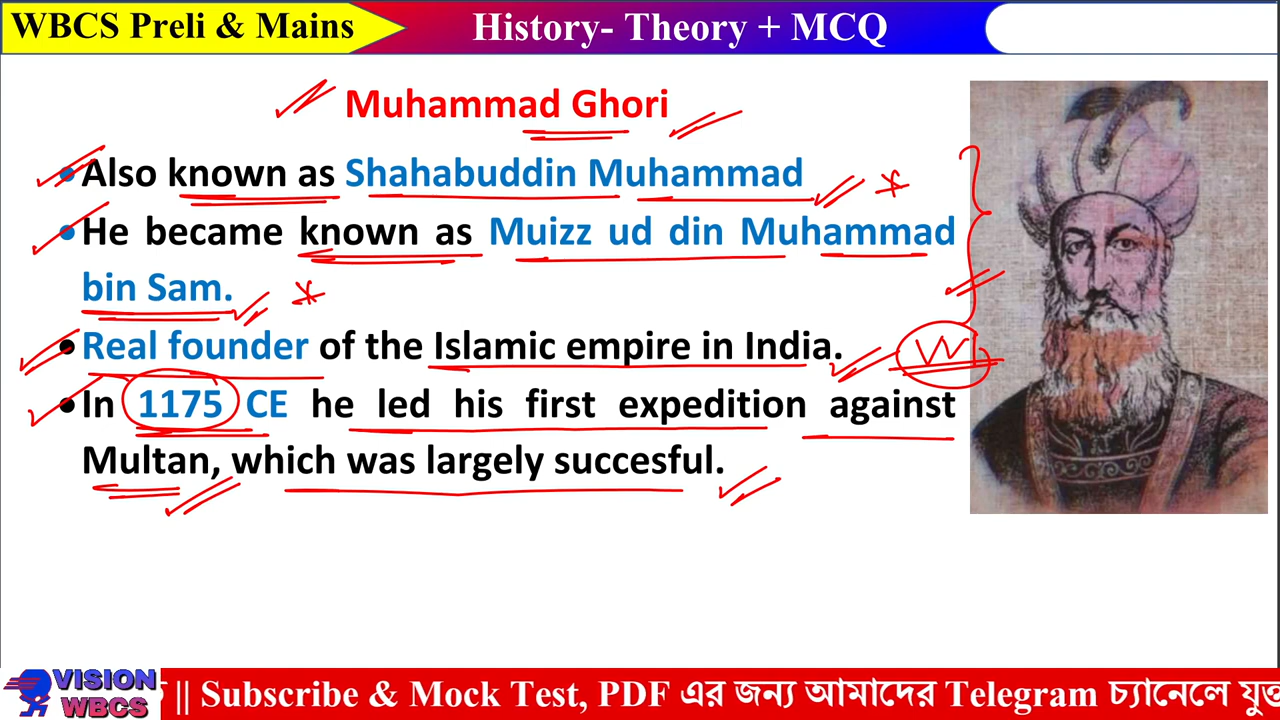 WBCS Preli & Mains
History- Theory + MCQ
Muhammad Ghori
• Also known as Shahabuddin Muhammad
• He became known as Muizz ud din Muhammad
bin Sam.
• Real founder of the Islamic empire in India.
W
• In 1175 CE he led his first expedition against
Multan, which was largely succesful.
VISION
WBCS
|| Subscribe & Mock Test, PDF এর জন্য আমাদের Telegram চ্যানেলে